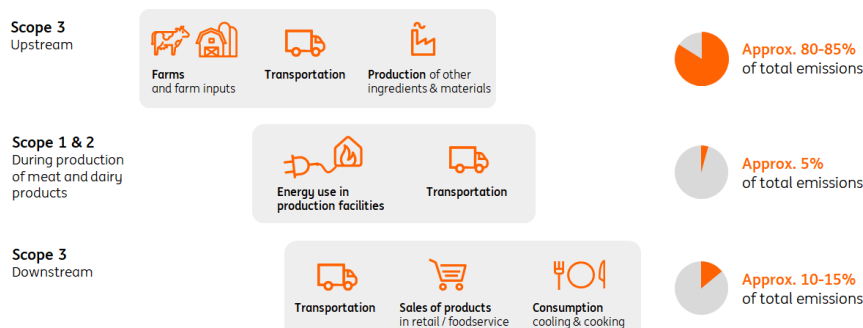 Scope 3
Upstream
Farms
and farm inputs
Transportation
Production of other
ingredients & materials
Approx. 80-85%
of total emissions
Scope 1 & 2
During production
of meat and dairy
products
Energy use in
production facilities
Transportation
Approx. 5%
of total emissions
Scope 3
Downstream
Transportation
Sales of products
in retail / foodservice
Consumption
cooling & cooking
Approx. 10-15%
of total emissions